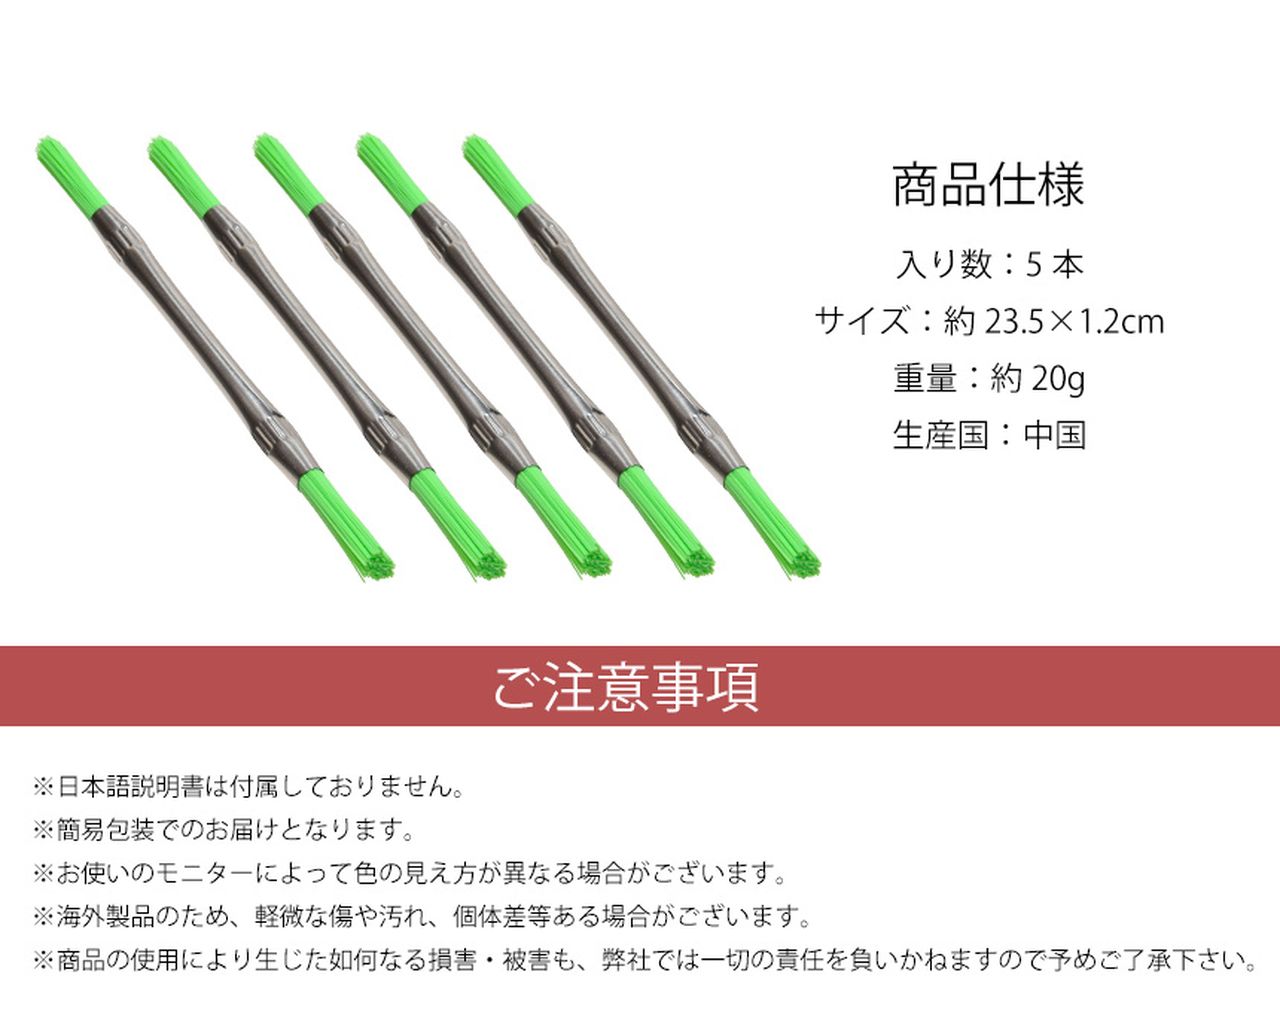 商品仕様
入り数：5 本
サイズ：約 23.5×1.2cm
重量：約 20g
生産国：中国
ご注意事項
※日本語説明書は付属しておりません。
※簡易包装でのお届けとなります。
※お使いのモニターによって色の見え方が異なる場合がございます。
※海外製品のため、軽微な傷や汚れ、個体差等ある場合がございます。
※商品の使用により生じた如何なる損害・被害も、弊社では一切の責任を負いかねますので予めご了承下さい。